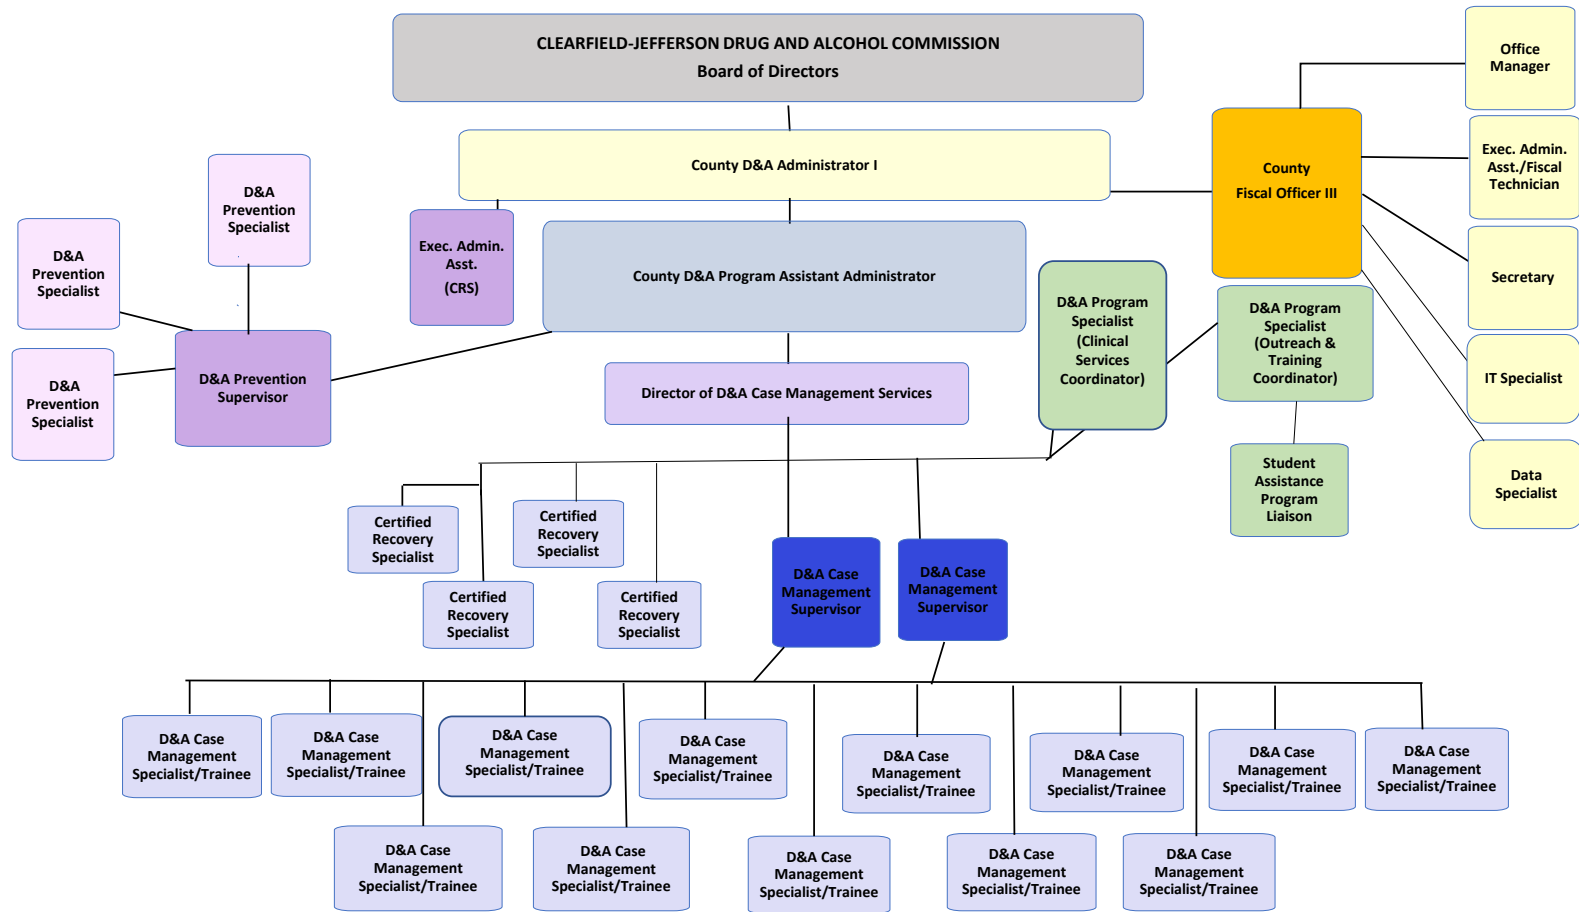 CLEARFIELD-JEFFERSON DRUG AND ALCOHOL COMMISSION
Board of Directors
Office
Manager
County D&A Administrator I
County
Fiscal Officer III
Exec. Admin.
Asst./Fiscal
Technician
D&A
Prevention
Specialist
D&A
Prevention
Specialist
Exec. Admin.
Asst.
(CRS)
County D&A Program Assistant Administrator
D&A Program
Specialist
(Clinical
Services
Coordinator)
D&A Program
Specialist
(Outreach &
Training
Coordinator)
Secretary
D&A
Prevention
Specialist
D&A Prevention
Supervisor
Director of D&A Case Management Services
IT Specialist
Student
Assistance
Program
Liaison
Data
Specialist
Certified
Recovery
Specialist
Certified
Recovery
Specialist
Certified
Recovery
Specialist
Certified
Recovery
Specialist
D&A Case
Management
Supervisor
D&A Case
Management
Supervisor
D&A Case
Management
Specialist/Trainee
D&A Case
Management
Specialist/Trainee
D&A Case
Management
Specialist/Trainee
D&A Case
Management
Specialist/Trainee
D&A Case
Management
Specialist/Trainee
D&A Case
Management
Specialist/Trainee
D&A Case
Management
Specialist/Trainee
D&A Case
Management
Specialist/Trainee
D&A Case
Management
Specialist/Trainee
D&A Case
Management
Specialist/Trainee
D&A Case
Management
Specialist/Trainee
D&A Case
Management
Specialist/Trainee
D&A Case
Management
Specialist/Trainee